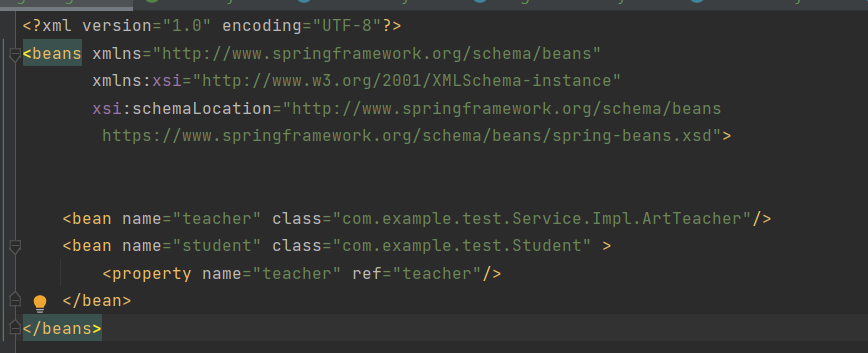 <?xml version="1.0" encoding="UTF-8"?>
<beans xmlns="http://www.springframework.org/schema/beans"
xmlns:xsi="http://www.w3.org/2001/XMLSchema-instance"
xsi:schemaLocation="http://www.springframework.org/schema/beans
https://www.springframework.org/schema/beans/spring-beans.xsd">
<bean name="teacher" class="com.example.test.Service.Impl.ArtTeacher"/>
<bean name="student" class="com.example.test.Student" >
<property name="teacher" ref="teacher"/>
</bean>
</beans>